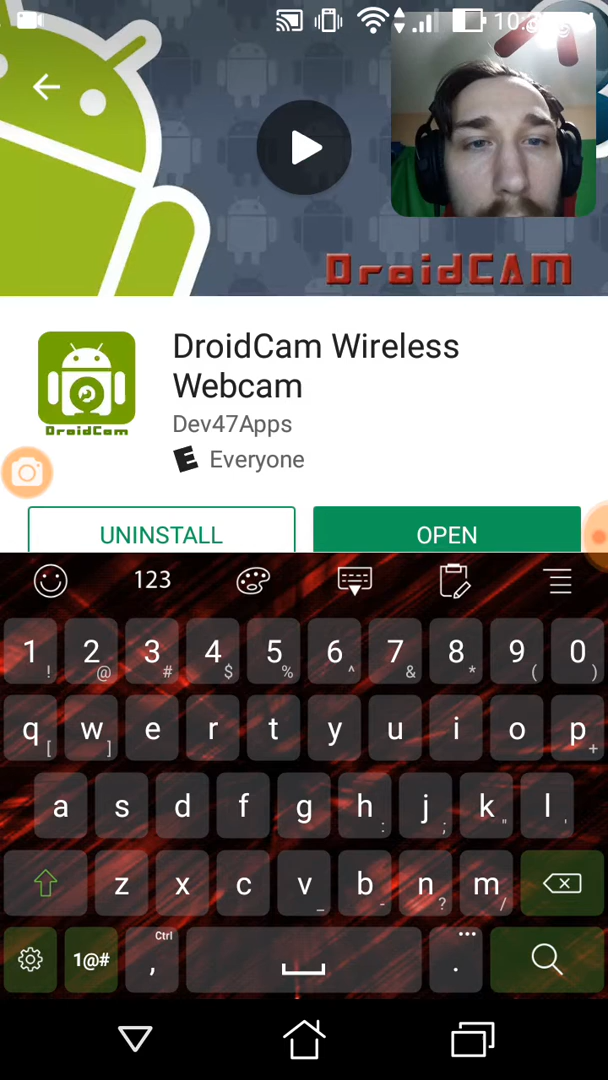 DroidCAM
DroidCam Wireless
Webcam
Dev47Apps
E Everyone
DroidCam
UNINSTALL OPEN
123
1 ! 2 @ 3 # 4 $ 5 % 6 ^ 7 & 8 * 9 ( 0 )
q [ w ] e r t y u i o p +
a s d f g h : j ; k " l '
z x c v _ b - n ? m /
1@# , Ctrl . •••